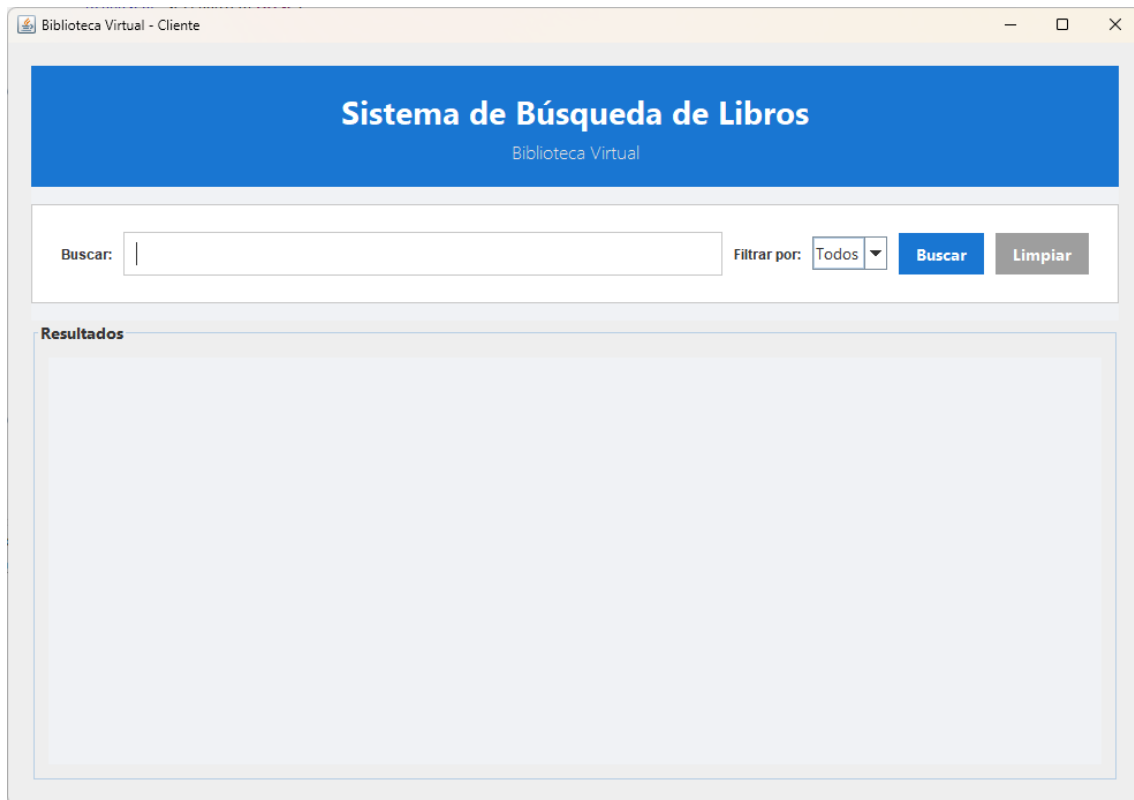 Biblioteca Virtual - Cliente
Sistema de Búsqueda de Libros
Biblioteca Virtual
Buscar: Filtrar por: Todos Buscar Limpiar
Resultados